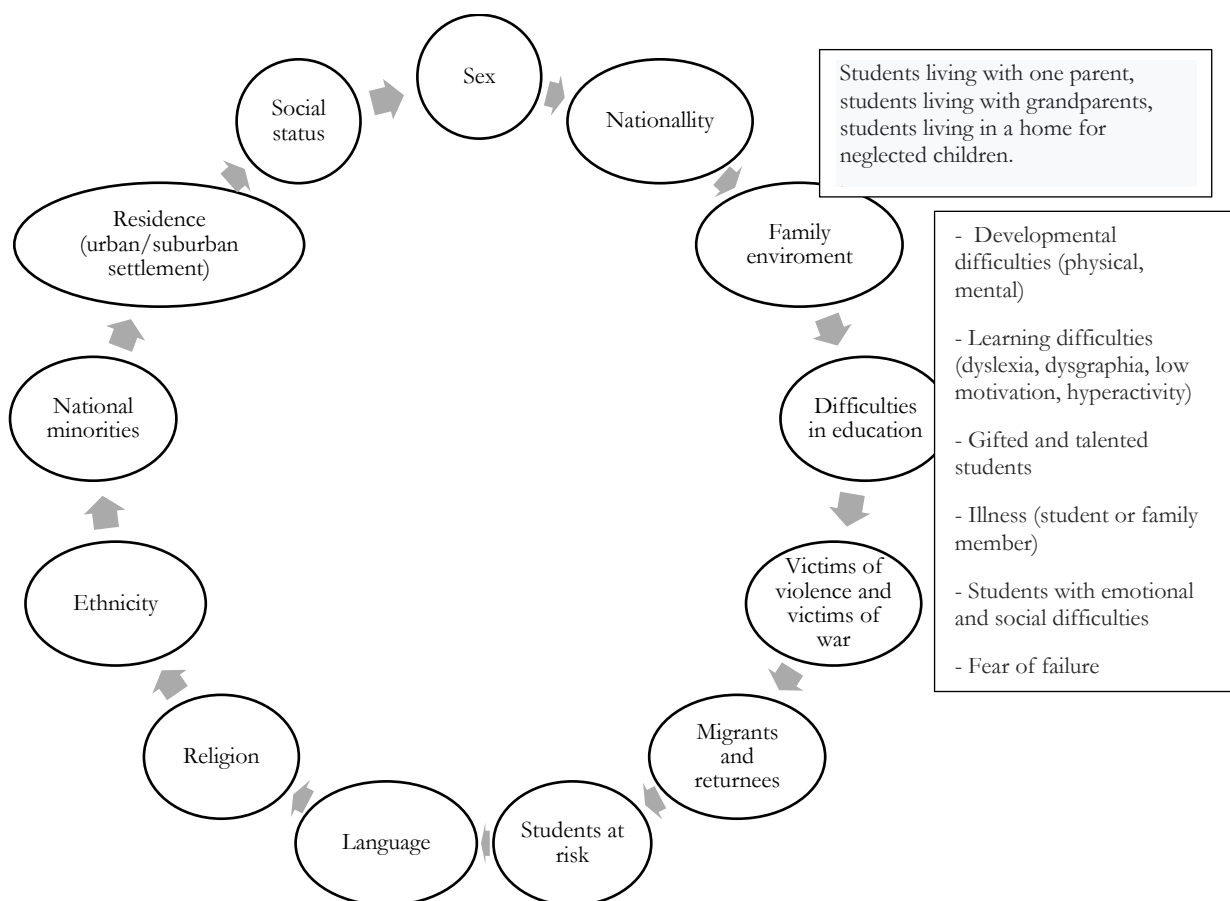 Sex
Nationallity
Students living with one parent,
students living with grandparents,
students living in a home for
neglected children.
.
Family
enviroment
- Developmental
difficulties (physical,
mental)
- Learning difficulties
(dyslexia, dysgraphia, low
motivation, hyperactivity)
- Gifted and talented
students
- Illness (student or family
member)
- Students with emotional
and social difficulties
- Fear of failure
Difficulties
in education
Victims of
violence and
victims of
war
Migrants
and
returnees
Students at
risk
Language
Religion
Ethnicity
National
minorities
Residence
(urban/suburban
settlement)
Social
status